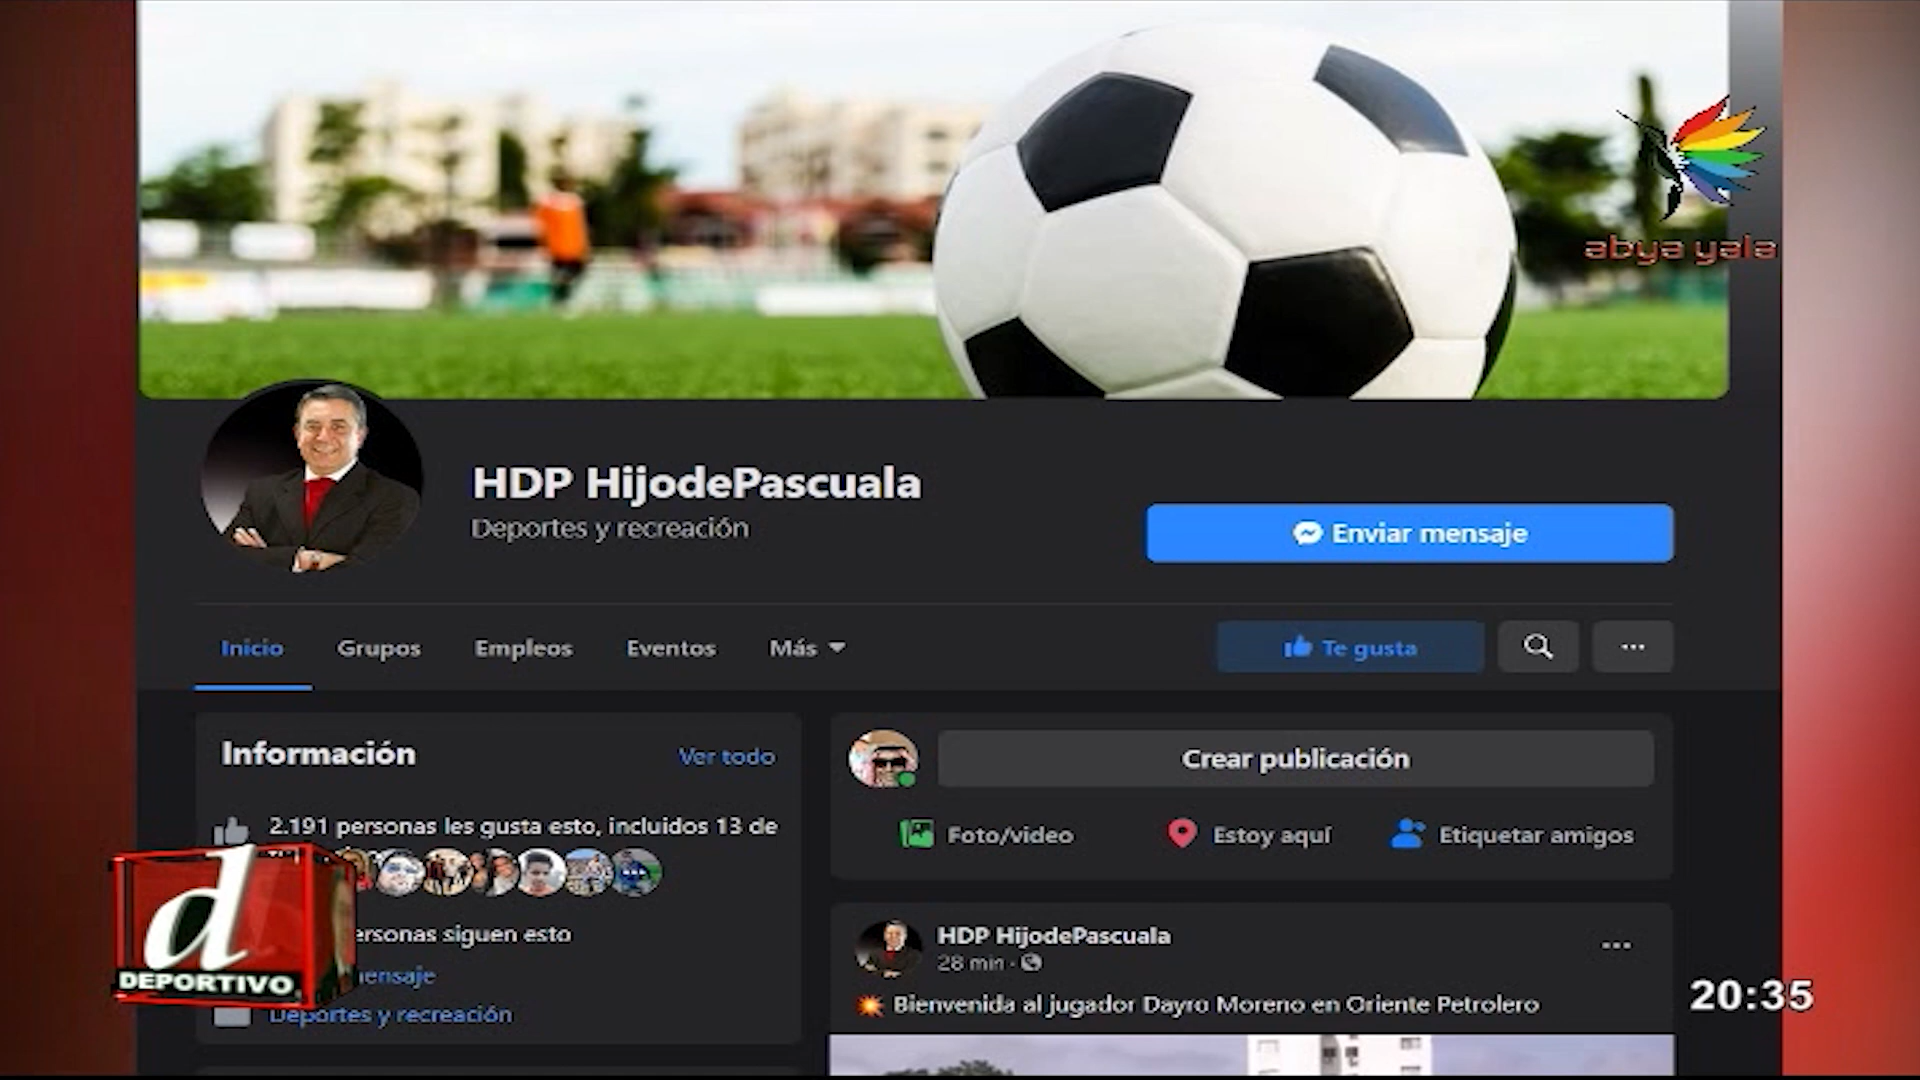 abya yala
HDP HijodePascuala
Deportes y recreación
Enviar mensaje
Inicio
Grupos
Empleos
Eventos
Más
Te gusta
Información
Ver todo
2.191 personas les gusta esto, incluidos 13 de
siguen esto
Deportes y recreación
Crear publicación
Foto/video
Estoy aquí
Etiquetar amigos
HDP HijodePascuala
28 min ·
Bienvenida al jugador Dayro Moreno en Oriente Petrolero
d
DEPORTIVO
20:35